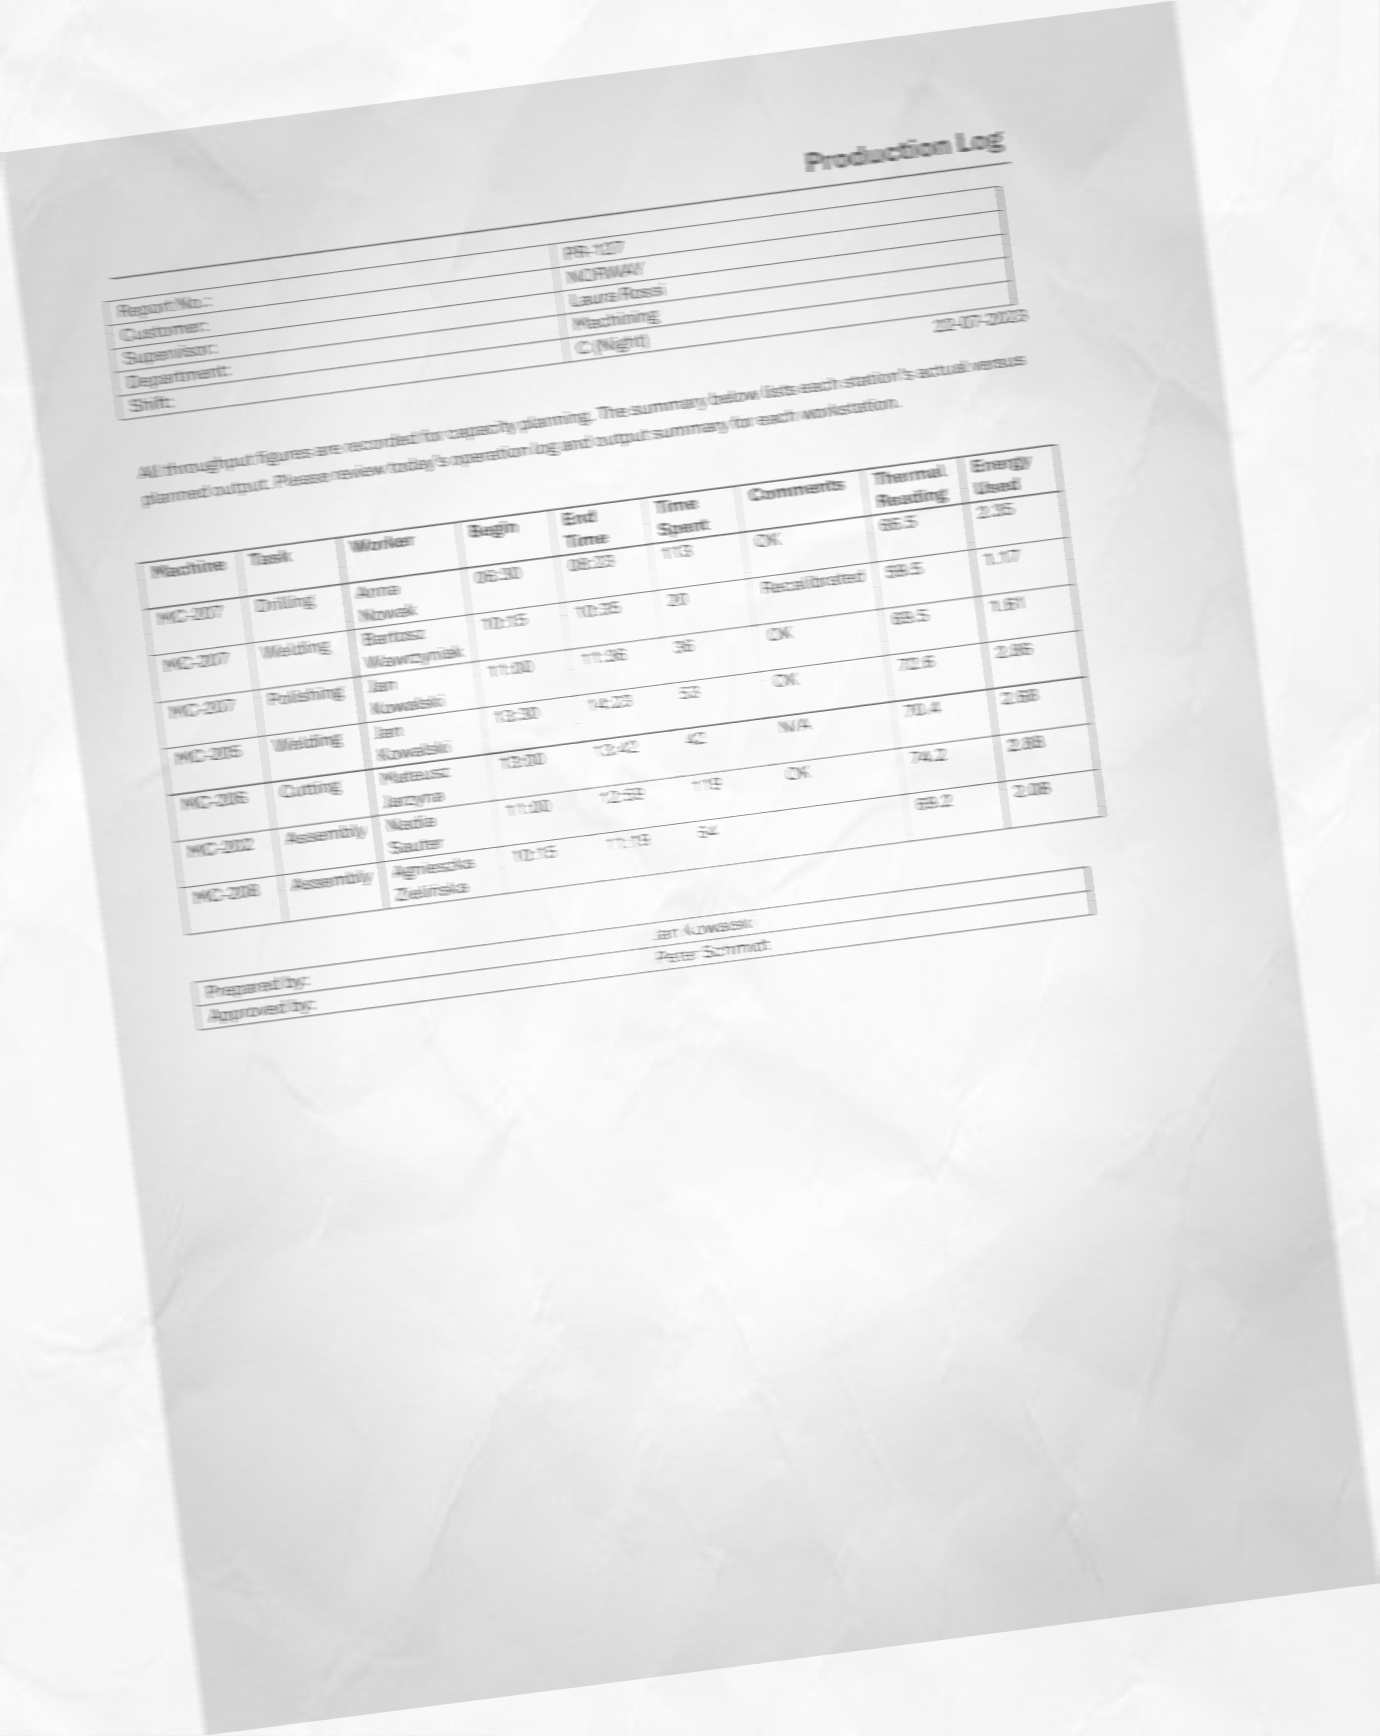 Production Log
Report No.: PR-127
Customer: NORWAY
Supervisor: Laura Rossi
Department: Machining
Shift: C (Night)
22-07-2023
All throughput figures are recorded for capacity planning. The summary below lists each station's actual versus
planned output. Please review today's operation log and output summary for each workstation.
Machine Task Worker Begin End Time Time Spent Comments Thermal Reading Energy Used
MC-207 Drilling Anna Nowak 06:30 08:23 113 OK 66.5 2.35
MC-207 Welding Bartosz Wawrzyniak 10:15 10:35 20 Recalibrated 59.5 1.17
MC-207 Polishing Jan Kowalski 11:00 11:36 36 OK 69.5 1.61
MC-205 Welding Jan Kowalski 13:30 14:23 53 OK 72.6
MC-206 Cutting Mateusz Jarzyna 13:00 13:42 42 N/A 70.4 2.68
MC-202 Assembly Nadia Sauter 11:00 12:59 119 OK 74.2
MC-208 Assembly Agnieszka Zielińska 10:15 11:19 64 69.2 2.08
Prepared by: Jan Kowalski
Approved by: Peter Schmidt